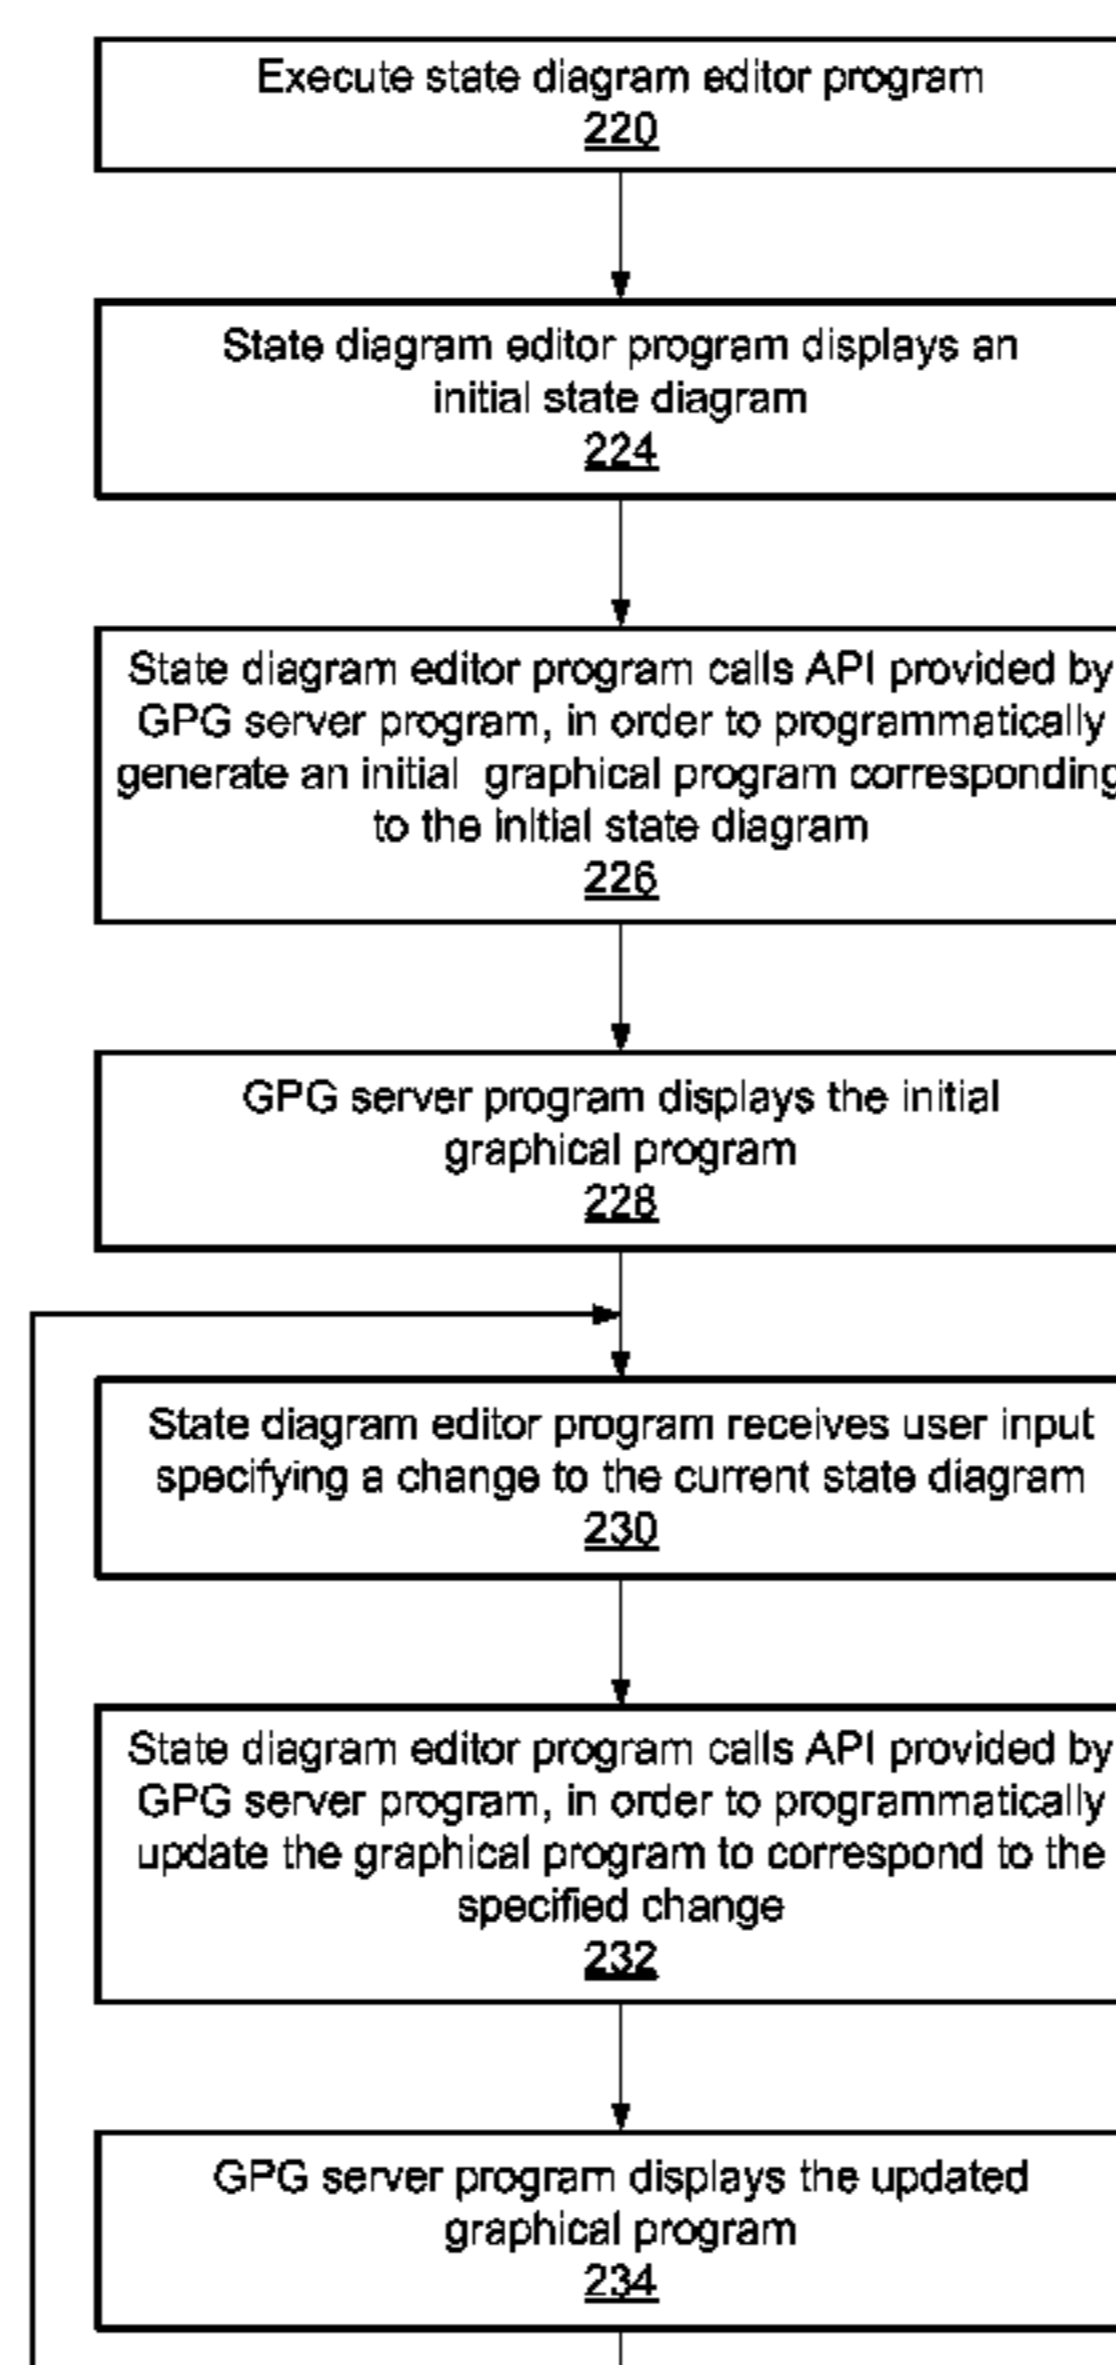 Execute state diagram editor program
220
State diagram editor program displays an
initial state diagram
224
State diagram editor program calls API provided by
GPG server program, in order to programmatically
generate an initial graphical program corresponding
to the initial state diagram
226
GPG server program displays the initial
graphical program
228
State diagram editor program receives user input
specifying a change to the current state diagram
230
State diagram editor program calls API provided by
GPG server program, in order to programmatically
update the graphical program to correspond to the
specified change
232
GPG server program displays the updated
graphical program
234